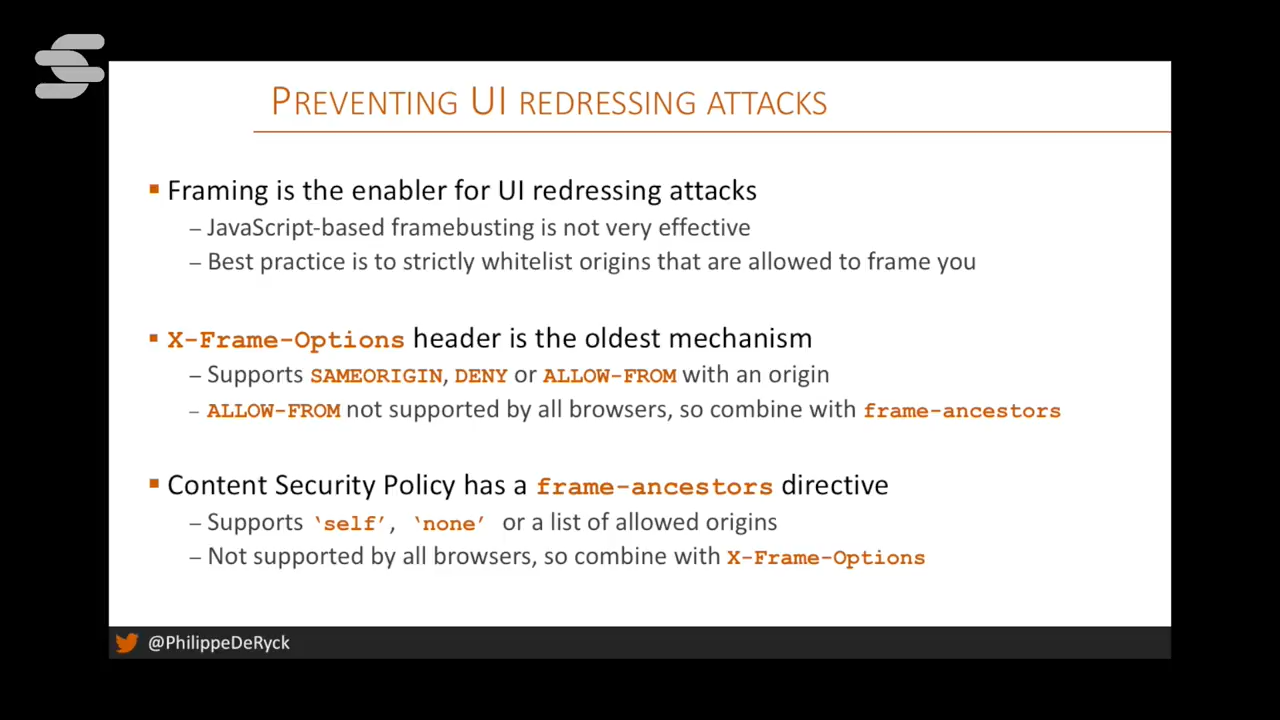 PREVENTING UI REDRESSING ATTACKS
▪ Framing is the enabler for UI redressing attacks
– JavaScript-based framebusting is not very effective
– Best practice is to strictly whitelist origins that are allowed to frame you
▪ X-Frame-Options header is the oldest mechanism
– Supports SAMEORIGIN, DENY or ALLOW-FROM with an origin
– ALLOW-FROM not supported by all browsers, so combine with frame-ancestors
▪ Content Security Policy has a frame-ancestors directive
– Supports ‛self’, ‛none’ or a list of allowed origins
– Not supported by all browsers, so combine with X-Frame-Options
@PhilippeDeRyck